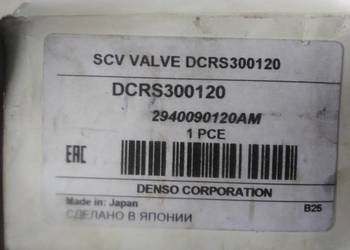 SCV VALVE DCRS300120
DCRS300120
2940090120AM
1 PCE
EAC
DENSO CORPORATION
Made in: Japan
B25
СДЕЛАНО В ЯПОНИИ